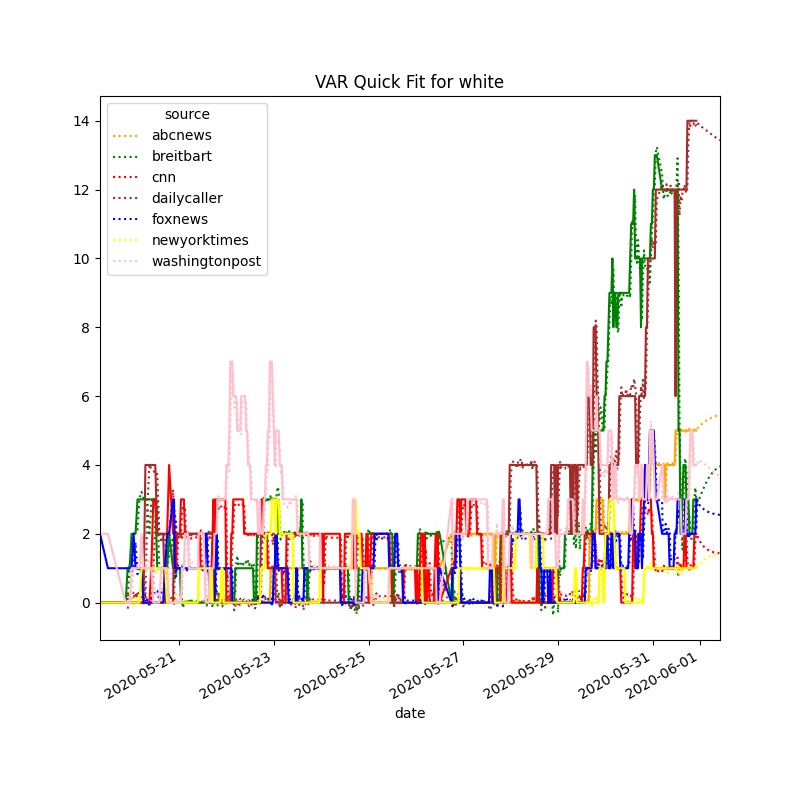 VAR Quick Fit for white
source
abcnews
breitbart
cnn
dailycaller
foxnews
newyorktimes
washingtonpost
14
12
10
8
6
4
2
0
2020-05-21
2020-05-23
2020-05-25
2020-05-27
2020-05-29
2020-05-31
2020-06-01
date